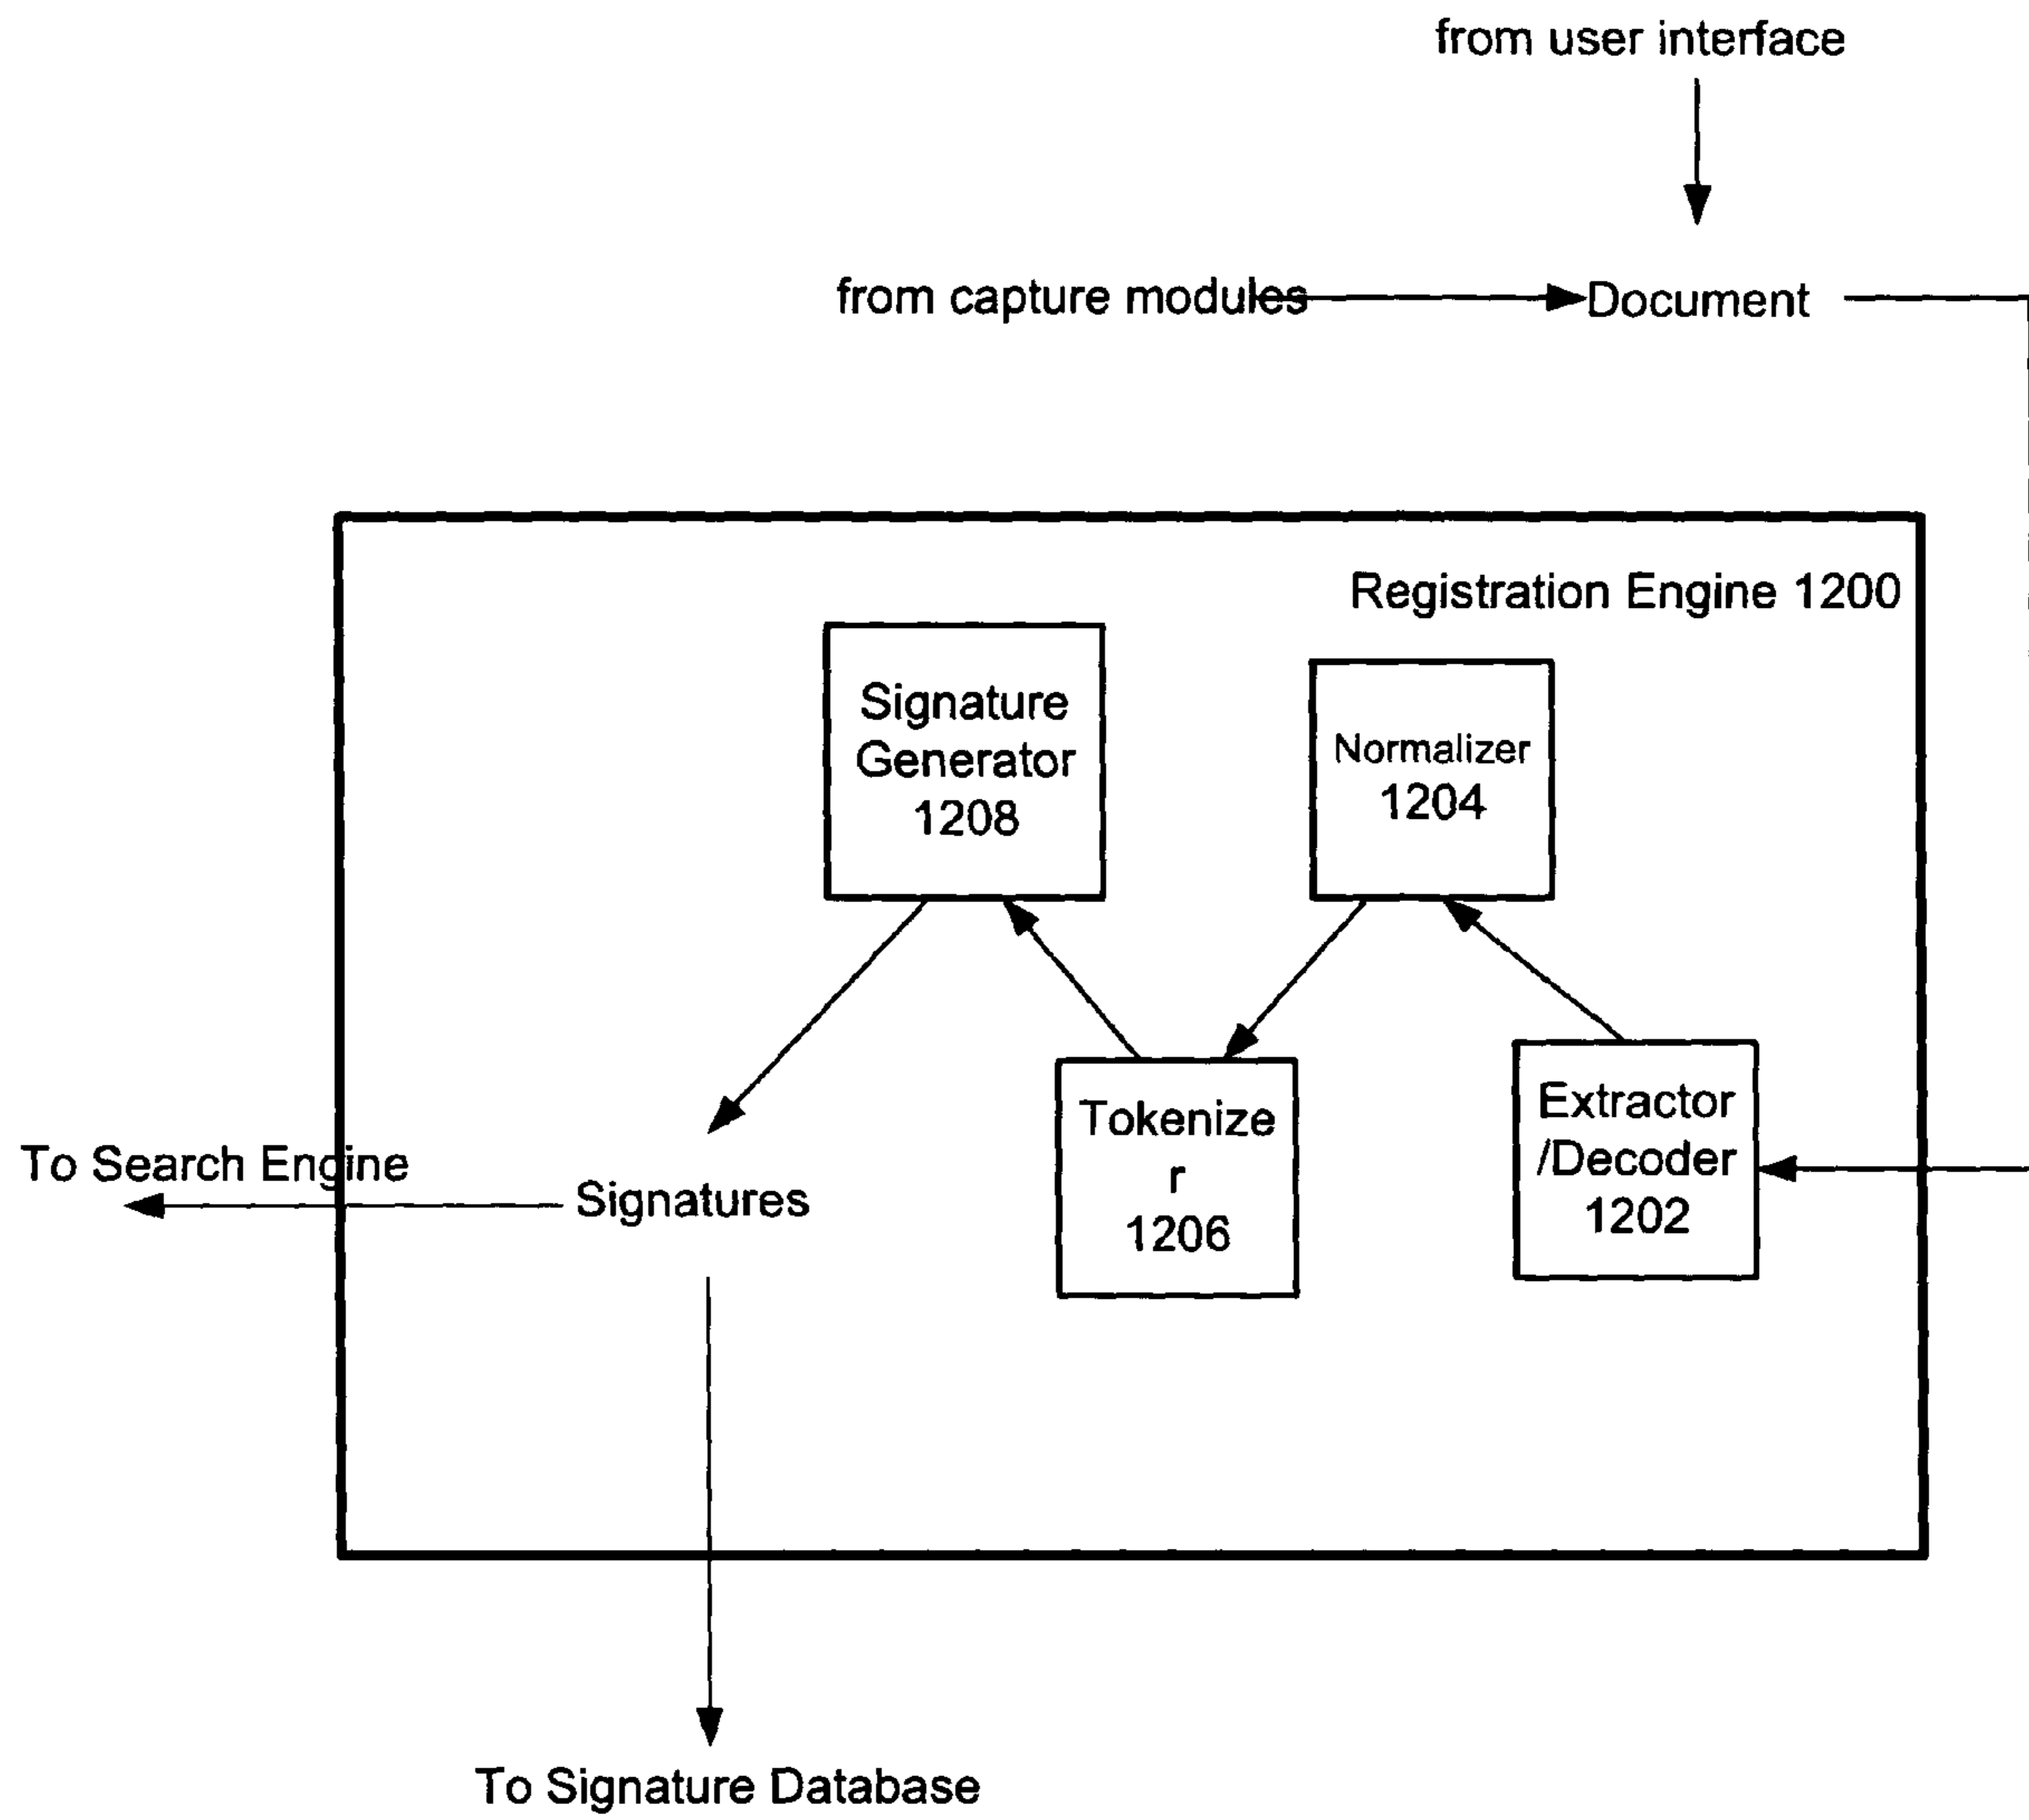 from user interface
from capture modules
Document
Registration Engine 1200
Signature
Generator
1208
Normalizer
1204
Tokenize
r
1206
Extractor
/Decoder
1202
To Search Engine
Signatures
To Signature Database